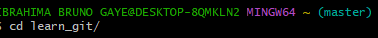 IBRAHIMA BRUNO GAYE@DESKTOP-8QMKLN2 MINGW64 ~ (master)
$ cd learn_git/